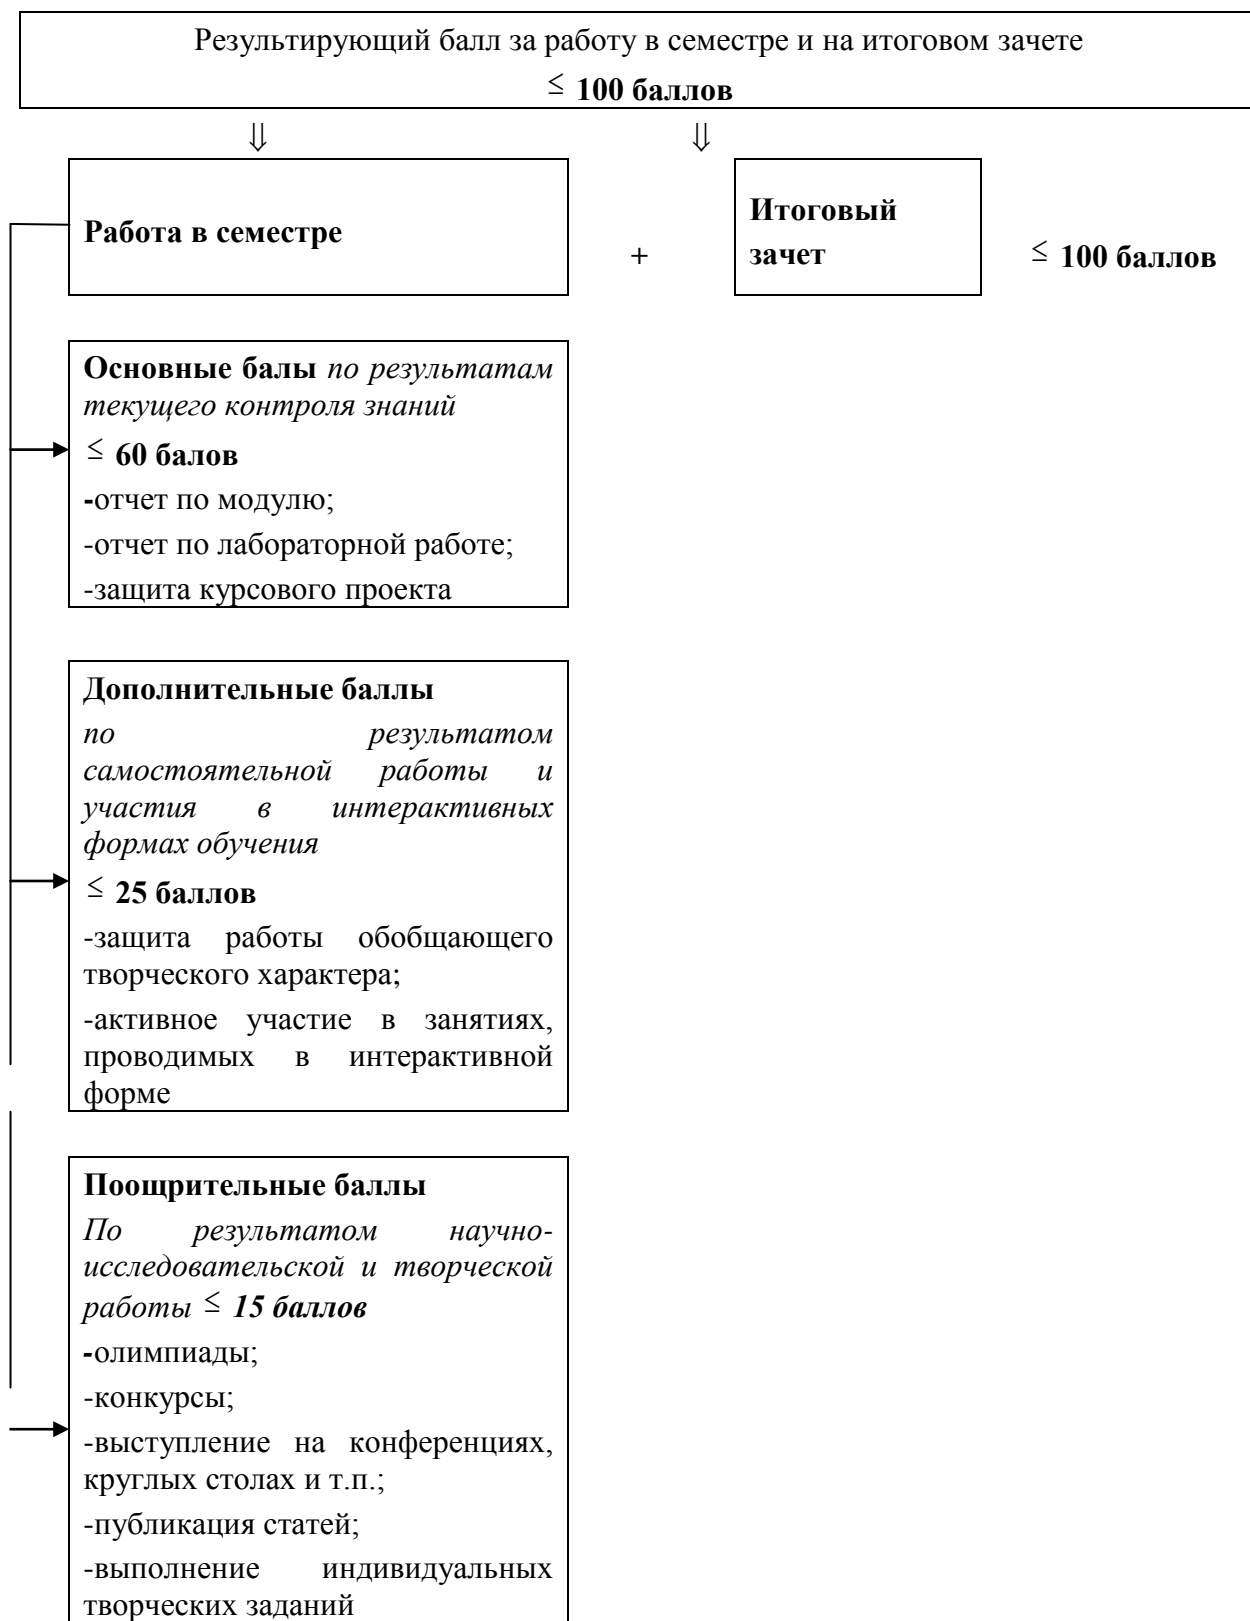 Результирующий балл за работу в семестре и на итоговом зачете
≤ 100 баллов
⇓ ⇓
Работа в семестре
+
Итоговый
зачет
≤ 100 баллов
Основные балы по результатам
текущего контроля знаний
≤ 60 балов
-отчет по модулю;
-отчет по лабораторной работе;
-защита курсового проекта
Дополнительные баллы
по результатом
самостоятельной работы и
участия в интерактивных
формах обучения
≤ 25 баллов
-защита работы обобщающего
творческого характера;
-активное участие в занятиях,
проводимых в интерактивной
форме
Поощрительные баллы
По результатом научно-
исследовательской и творческой
работы ≤ 15 баллов
-олимпиады;
-конкурсы;
-выступление на конференциях,
круглых столах и т.п.;
-публикация статей;
-выполнение индивидуальных
творческих заданий